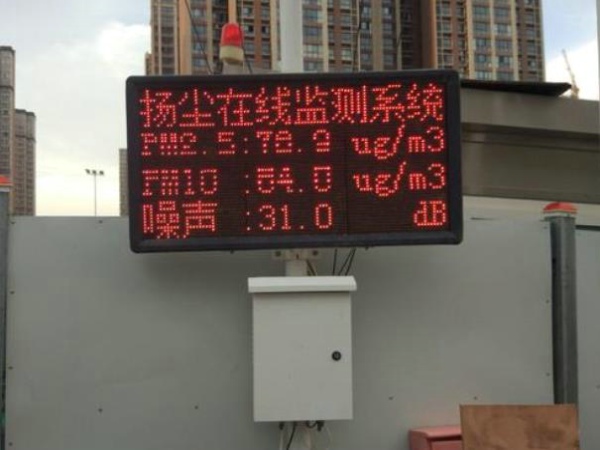 扬尘在线监测系统
PM2.5:78.9 ug/m3
PM10 :64.0 ug/m3
噪声 :31.0 dB